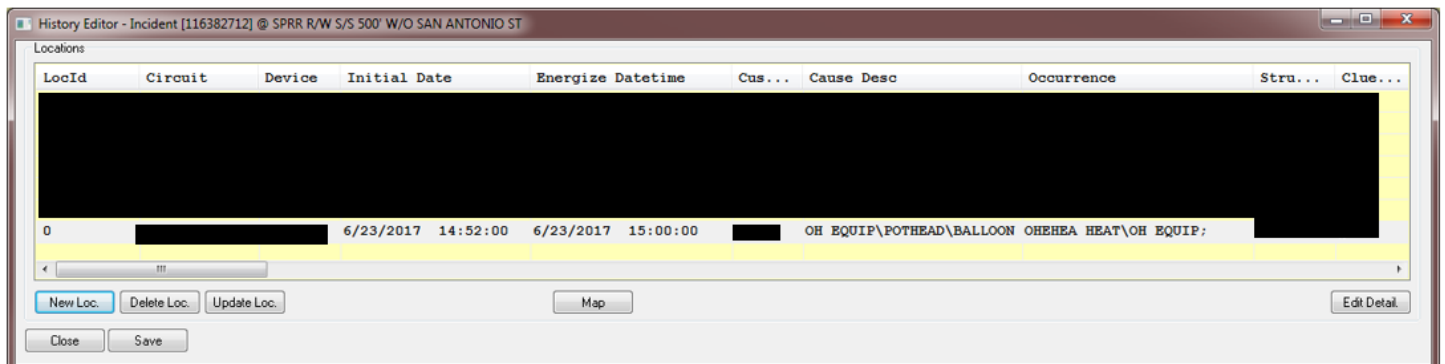 History Editor - Incident [116382712] @ SPRR R/W S/S 500' W/O SAN ANTONIO ST
Locations
LocId Circuit Device Initial Date Energize Datetime Cus... Cause Desc Occurrence Stru... Clue...
0 6/23/2017 14:52:00 6/23/2017 15:00:00 OH EQUIP\POTHEAD\BALLOON OHEHEA HEAT\OH EQUIP;
New Loc. Delete Loc. Update Loc. Map Edit Detail.
Close Save